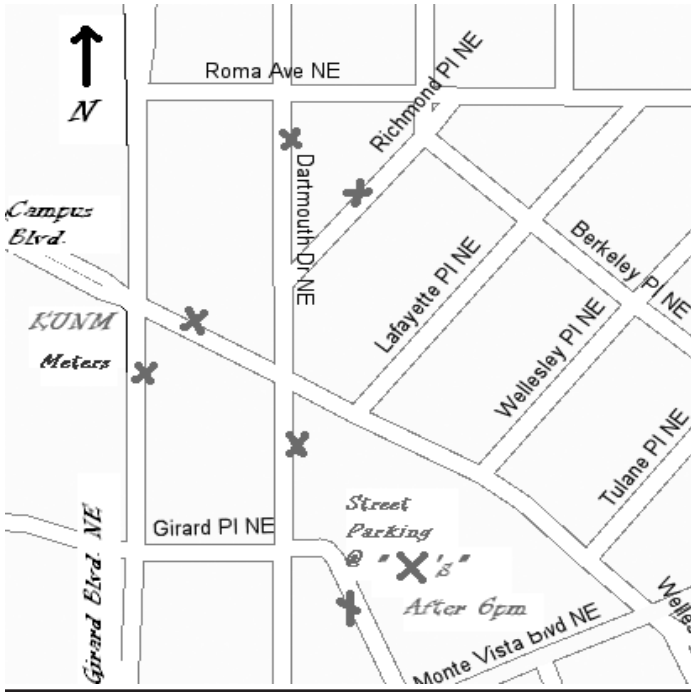 Roma Ave NE
Richmond Pl NE
N
Dartmouth Dr NE
Campus
Blvd.
Berkeley Pl NE
Lafayette Pl NE
KUNM
Meters
Wellesley Pl NE
Tulane Pl NE
Street
Parking
@ "X's"
After 6pm
Girard Pl NE
Girard Blvd. NE
Monte Vista Blvd NE